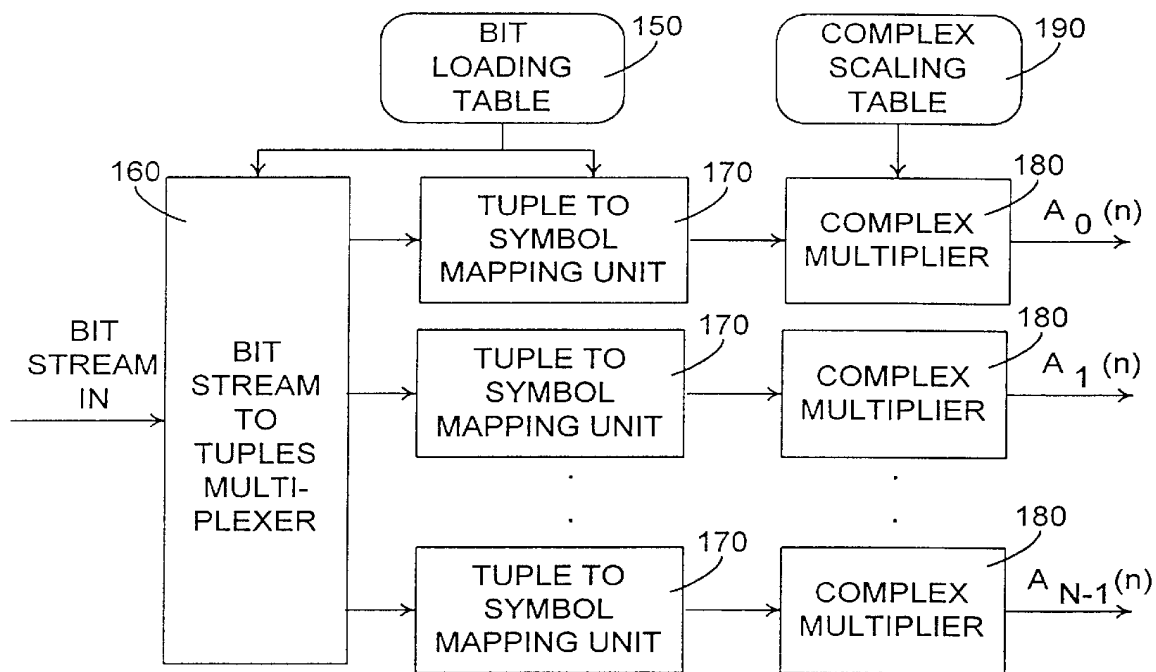 BIT
LOADING
TABLE
150
COMPLEX
SCALING
TABLE
190
160
TUPLE TO
SYMBOL
MAPPING UNIT
170
COMPLEX
MULTIPLIER
180
A 0 (n)
BIT
STREAM
IN
BIT
STREAM
TO
TUPLES
MULTI-
PLEXER
TUPLE TO
SYMBOL
MAPPING UNIT
170
COMPLEX
MULTIPLIER
180
A 1 (n)
TUPLE TO
SYMBOL
MAPPING UNIT
170
COMPLEX
MULTIPLIER
180
A N-1 (n)